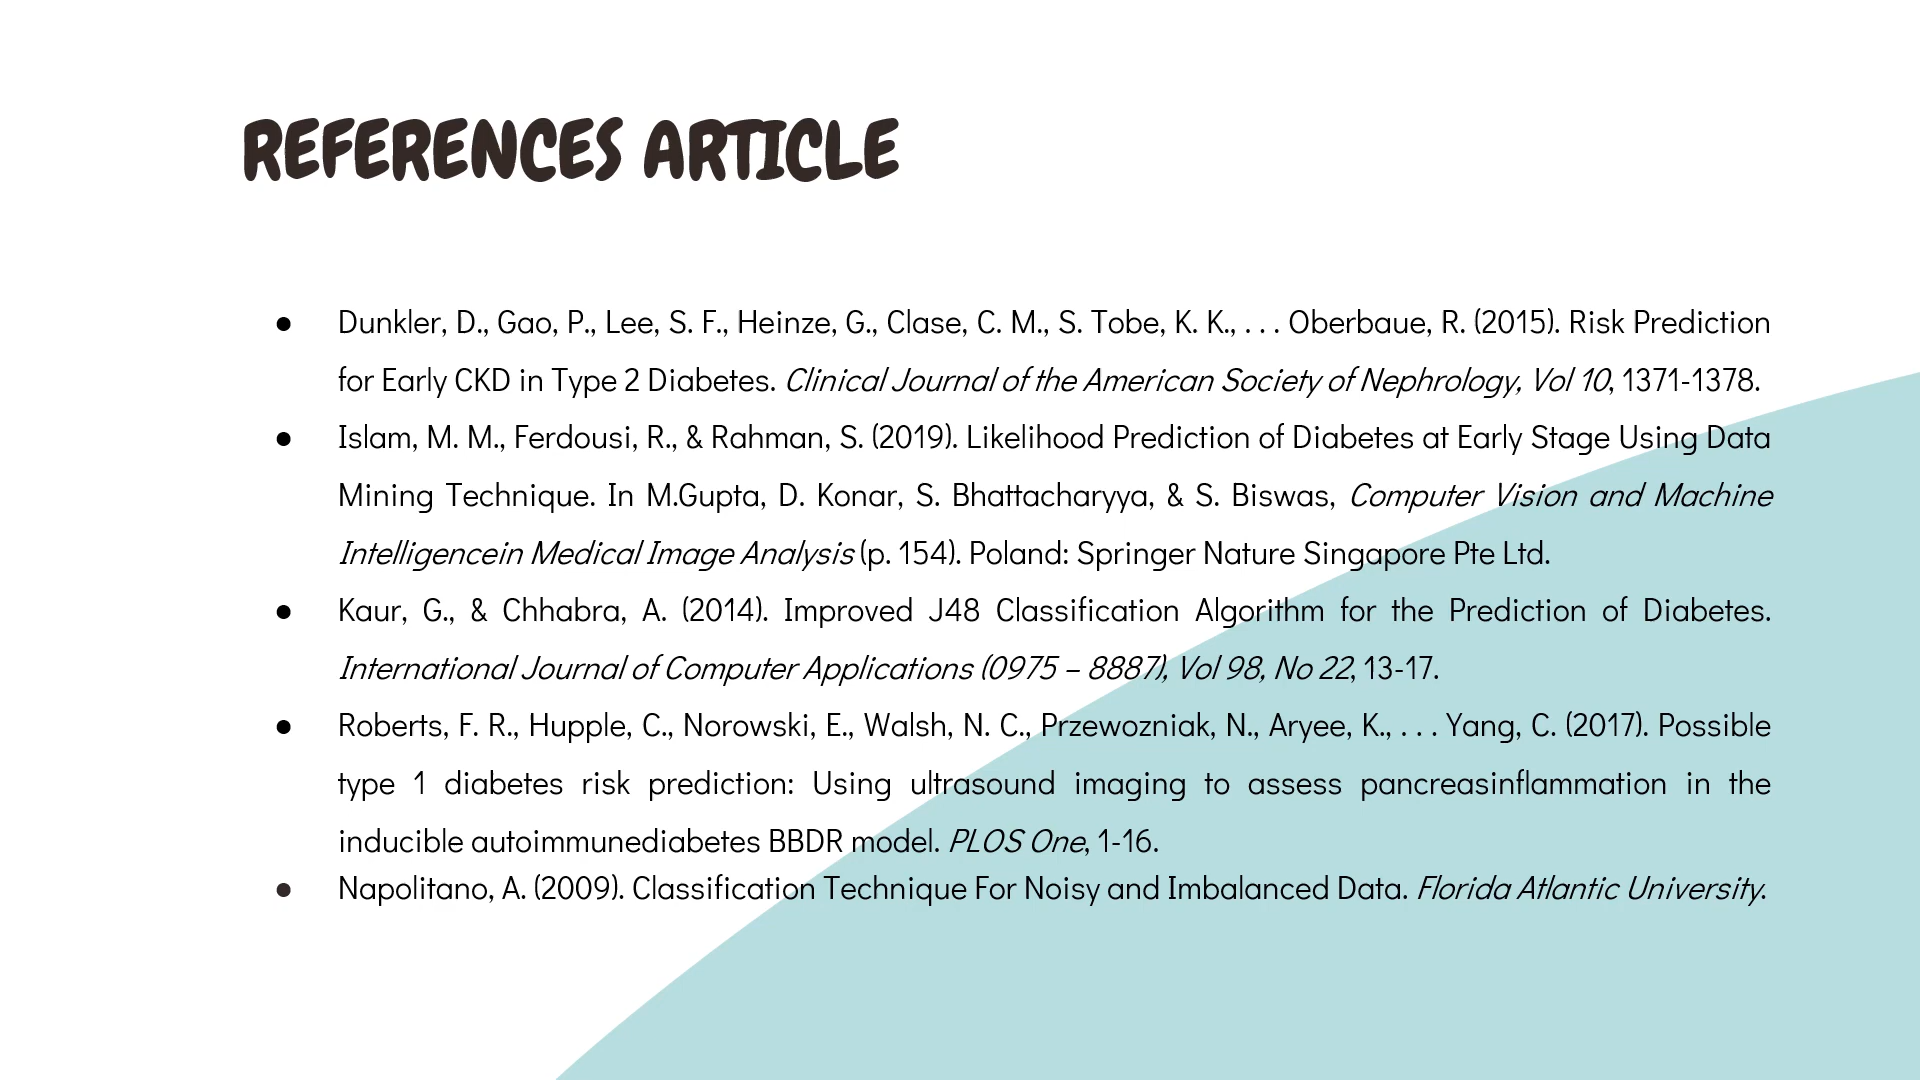 REFERENCES ARTICLE
● Dunkler, D., Gao, P., Lee, S. F., Heinze, G., Clase, C. M., S. Tobe, K. K., . . . Oberbaue, R. (2015). Risk Prediction
for Early CKD in Type 2 Diabetes. Clinical Journal of the American Society of Nephrology, Vol 10, 1371-1378.
● Islam, M. M., Ferdousi, R., & Rahman, S. (2019). Likelihood Prediction of Diabetes at Early Stage Using Data
Mining Technique. In M.Gupta, D. Konar, S. Bhattacharyya, & S. Biswas, Computer Vision and Machine
Intelligencein Medical Image Analysis (p. 154). Poland: Springer Nature Singapore Pte Ltd.
● Kaur, G., & Chhabra, A. (2014). Improved J48 Classification Algorithm for the Prediction of Diabetes.
International Journal of Computer Applications (0975 – 8887), Vol 98, No 22, 13-17.
● Roberts, F. R., Hupple, C., Norowski, E., Walsh, N. C., Przewozniak, N., Aryee, K., . . . Yang, C. (2017). Possible
type 1 diabetes risk prediction: Using ultrasound imaging to assess pancreasinflammation in the
inducible autoimmunediabetes BBDR model. PLOS One, 1-16.
● Napolitano, A. (2009). Classification Technique For Noisy and Imbalanced Data. Florida Atlantic University.